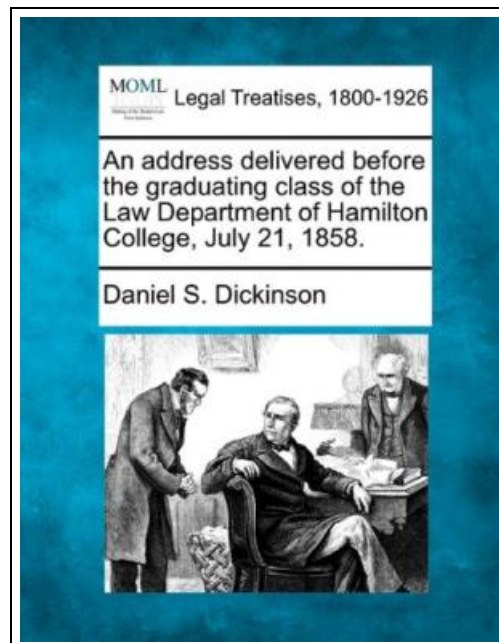 MOML
Legal Treatises, 1800-1926
An address delivered before
the graduating class of the
Law Department of Hamilton
College, July 21, 1858.
Daniel S. Dickinson